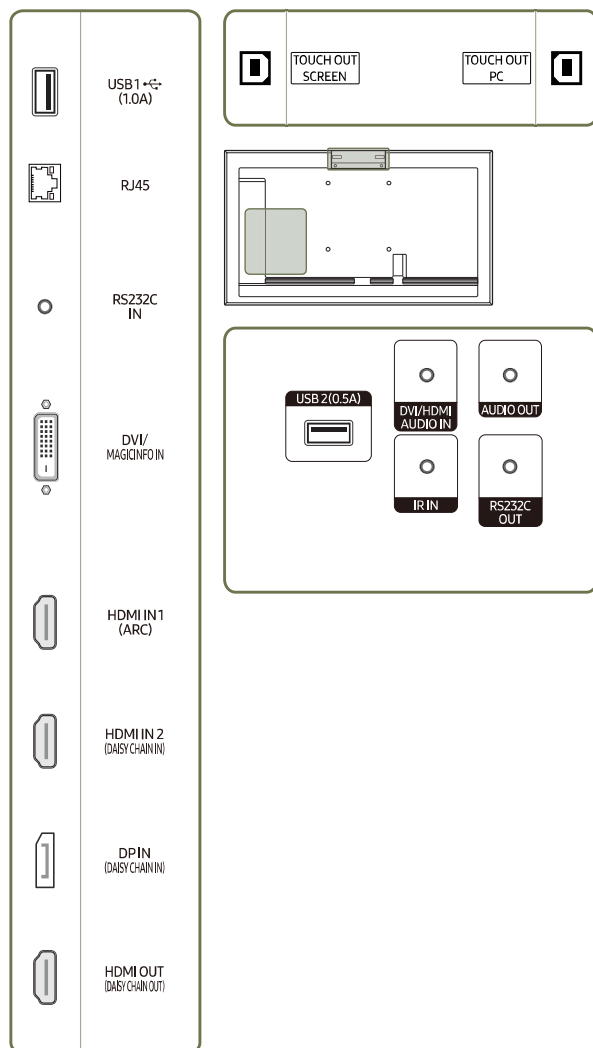 USB1
(1.0A)
RJ45
RS232C
IN
DVI/
MAGICINFO IN
HDMI IN 1
(ARC)
HDMI IN 2
(DAISY CHAIN IN)
DP IN
(DAISY CHAIN IN)
HDMI OUT
(DAISY CHAIN OUT)
TOUCH OUT
SCREEN
TOUCH OUT
PC
USB 2(0.5A)
DVI/HDMI
AUDIO IN
AUDIO OUT
IR IN
RS232C
OUT